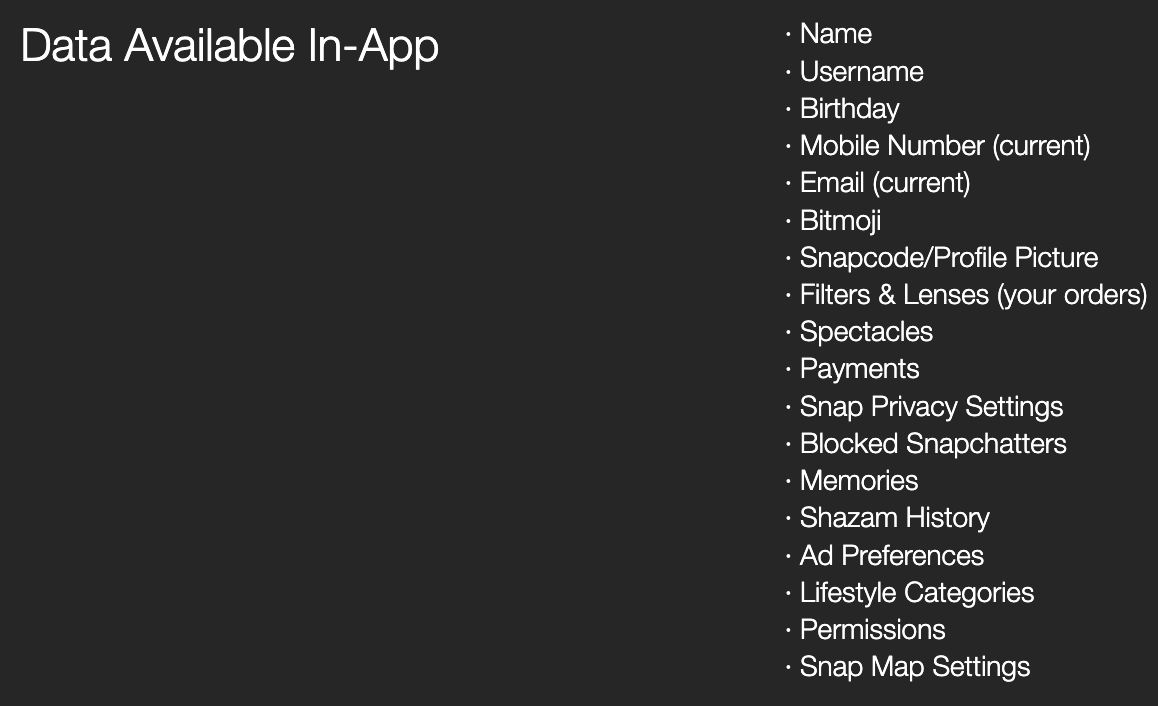 Data Available In-App
· Name
· Username
· Birthday
· Mobile Number (current)
· Email (current)
· Bitmoji
· Snapcode/Profile Picture
· Filters & Lenses (your orders)
· Spectacles
· Payments
· Snap Privacy Settings
· Blocked Snapchatters
· Memories
· Shazam History
· Ad Preferences
· Lifestyle Categories
· Permissions
· Snap Map Settings